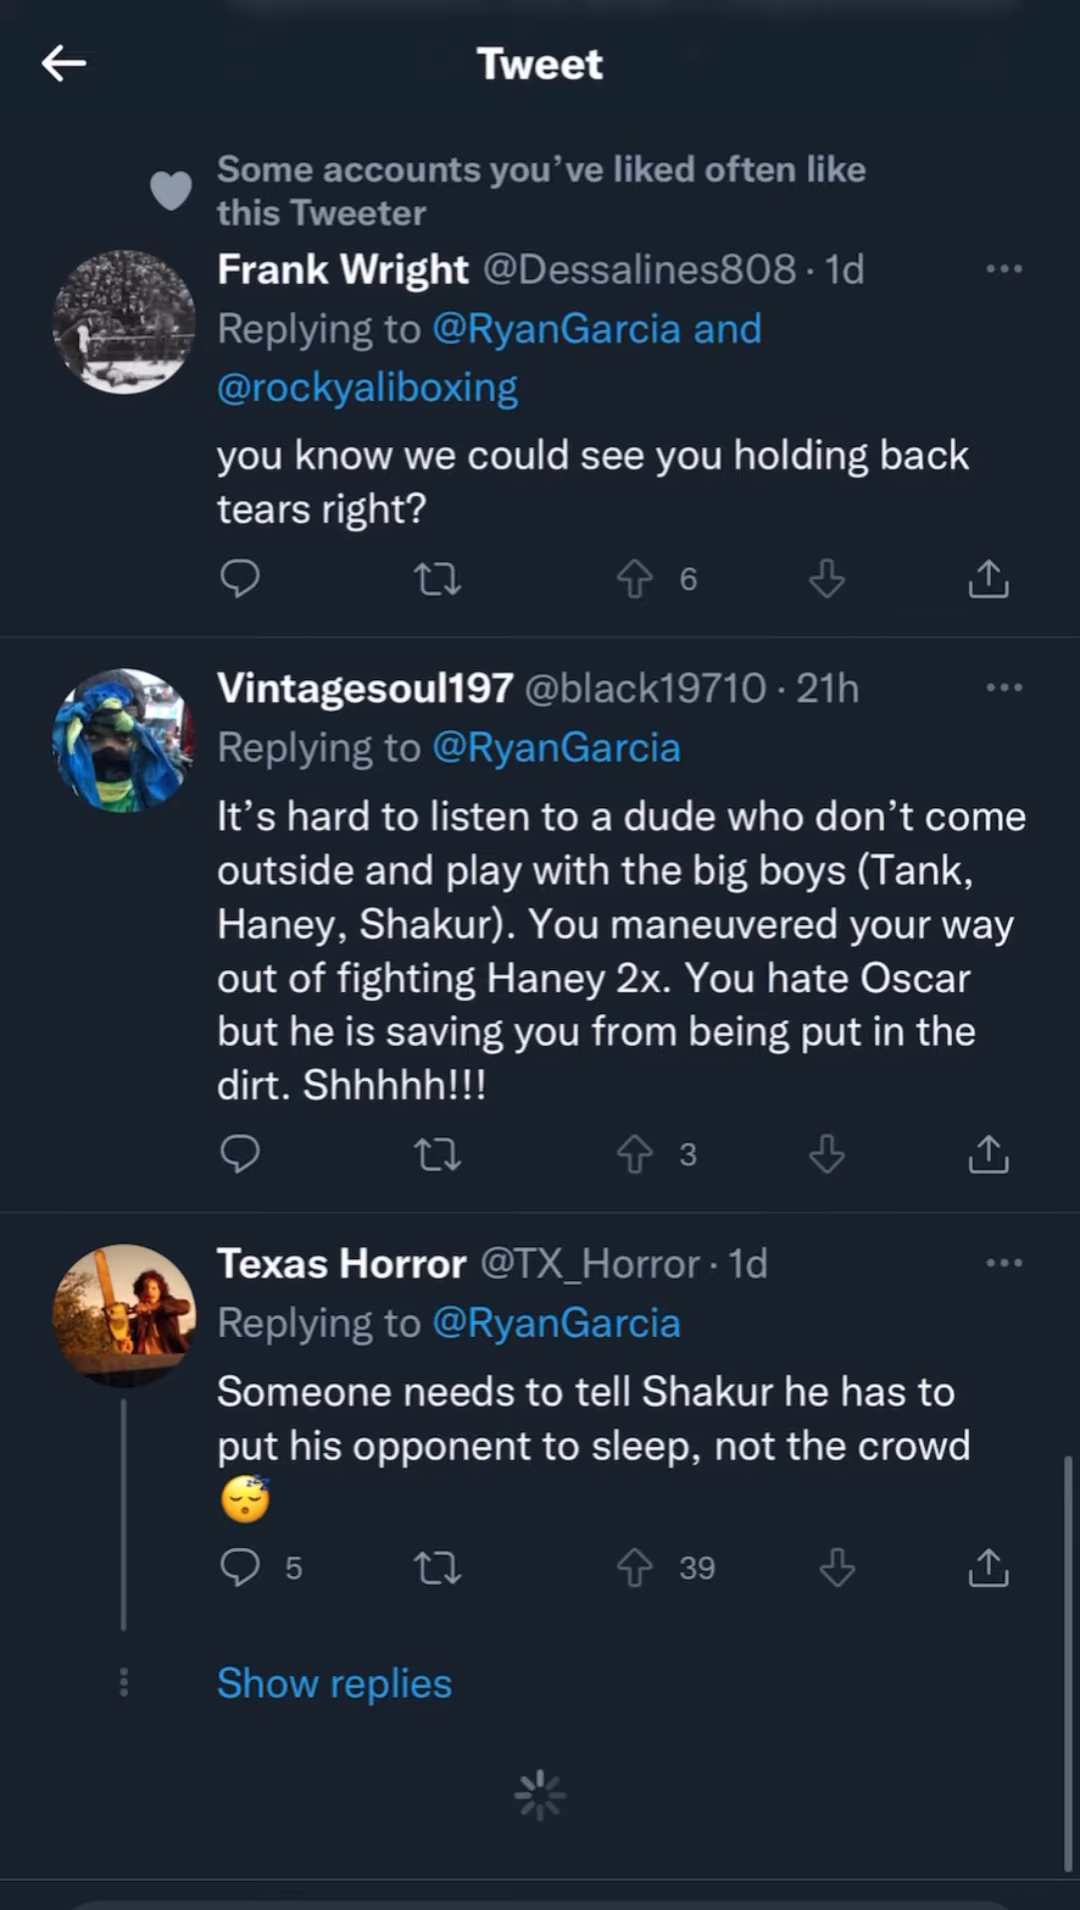 Tweet
Some accounts you’ve liked often like
this Tweeter
Frank Wright @Dessalines808 · 1d
Replying to @RyanGarcia and
@rockyaliboxing
you know we could see you holding back
tears right?
6
Vintagesoul197 @black19710 · 21h
Replying to @RyanGarcia
It’s hard to listen to a dude who don’t come
outside and play with the big boys (Tank,
Haney, Shakur). You maneuvered your way
out of fighting Haney 2x. You hate Oscar
but he is saving you from being put in the
dirt. Shhhhh!!!
3
Texas Horror @TX_Horror · 1d
Replying to @RyanGarcia
Someone needs to tell Shakur he has to
put his opponent to sleep, not the crowd
😴
5 39
Show replies